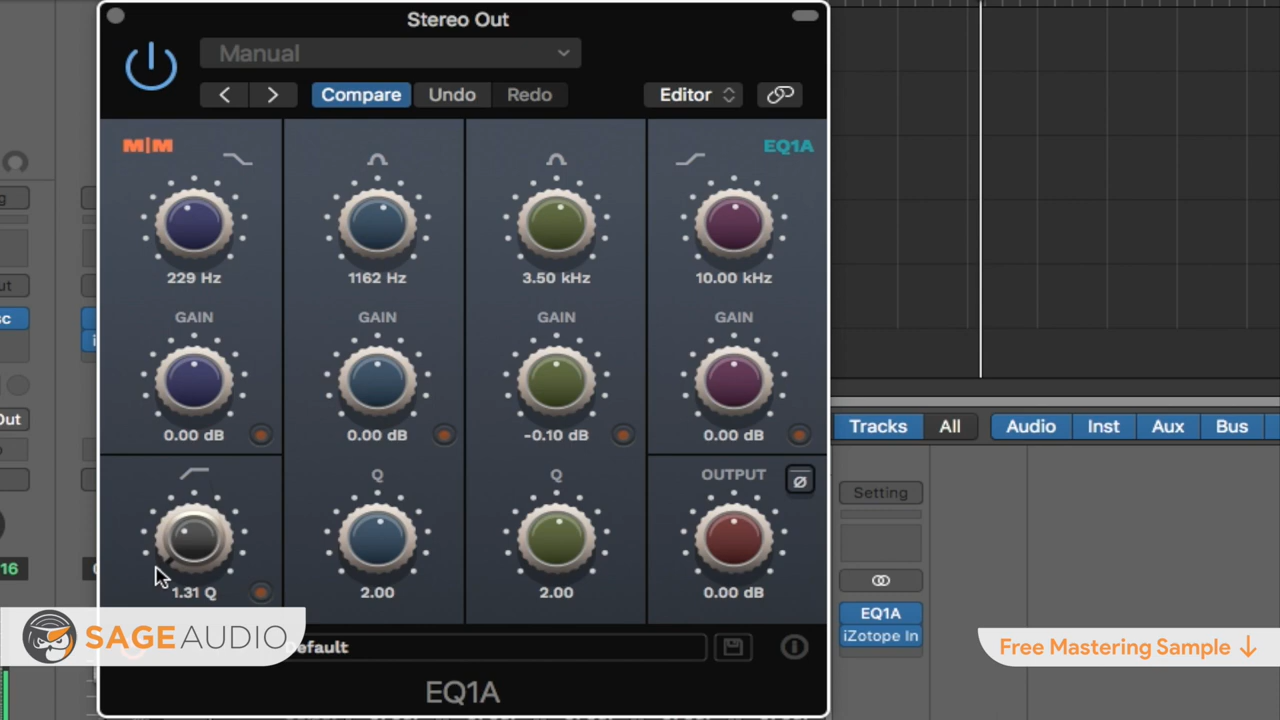 Stereo Out
Manual
Compare Undo Redo Editor
M|M EQ1A
229 Hz 1162 Hz 3.50 kHz 10.00 kHz
GAIN GAIN GAIN GAIN
0.00 dB 0.00 dB -0.10 dB 0.00 dB
Out
Tracks All Audio Inst Aux Bus
Q Q OUTPUT
Setting
1.31 Q 2.00 2.00 0.00 dB
16
EQ1A
iZotope In
SAGE AUDIO
Default
Free Mastering Sample ↓
EQ1A